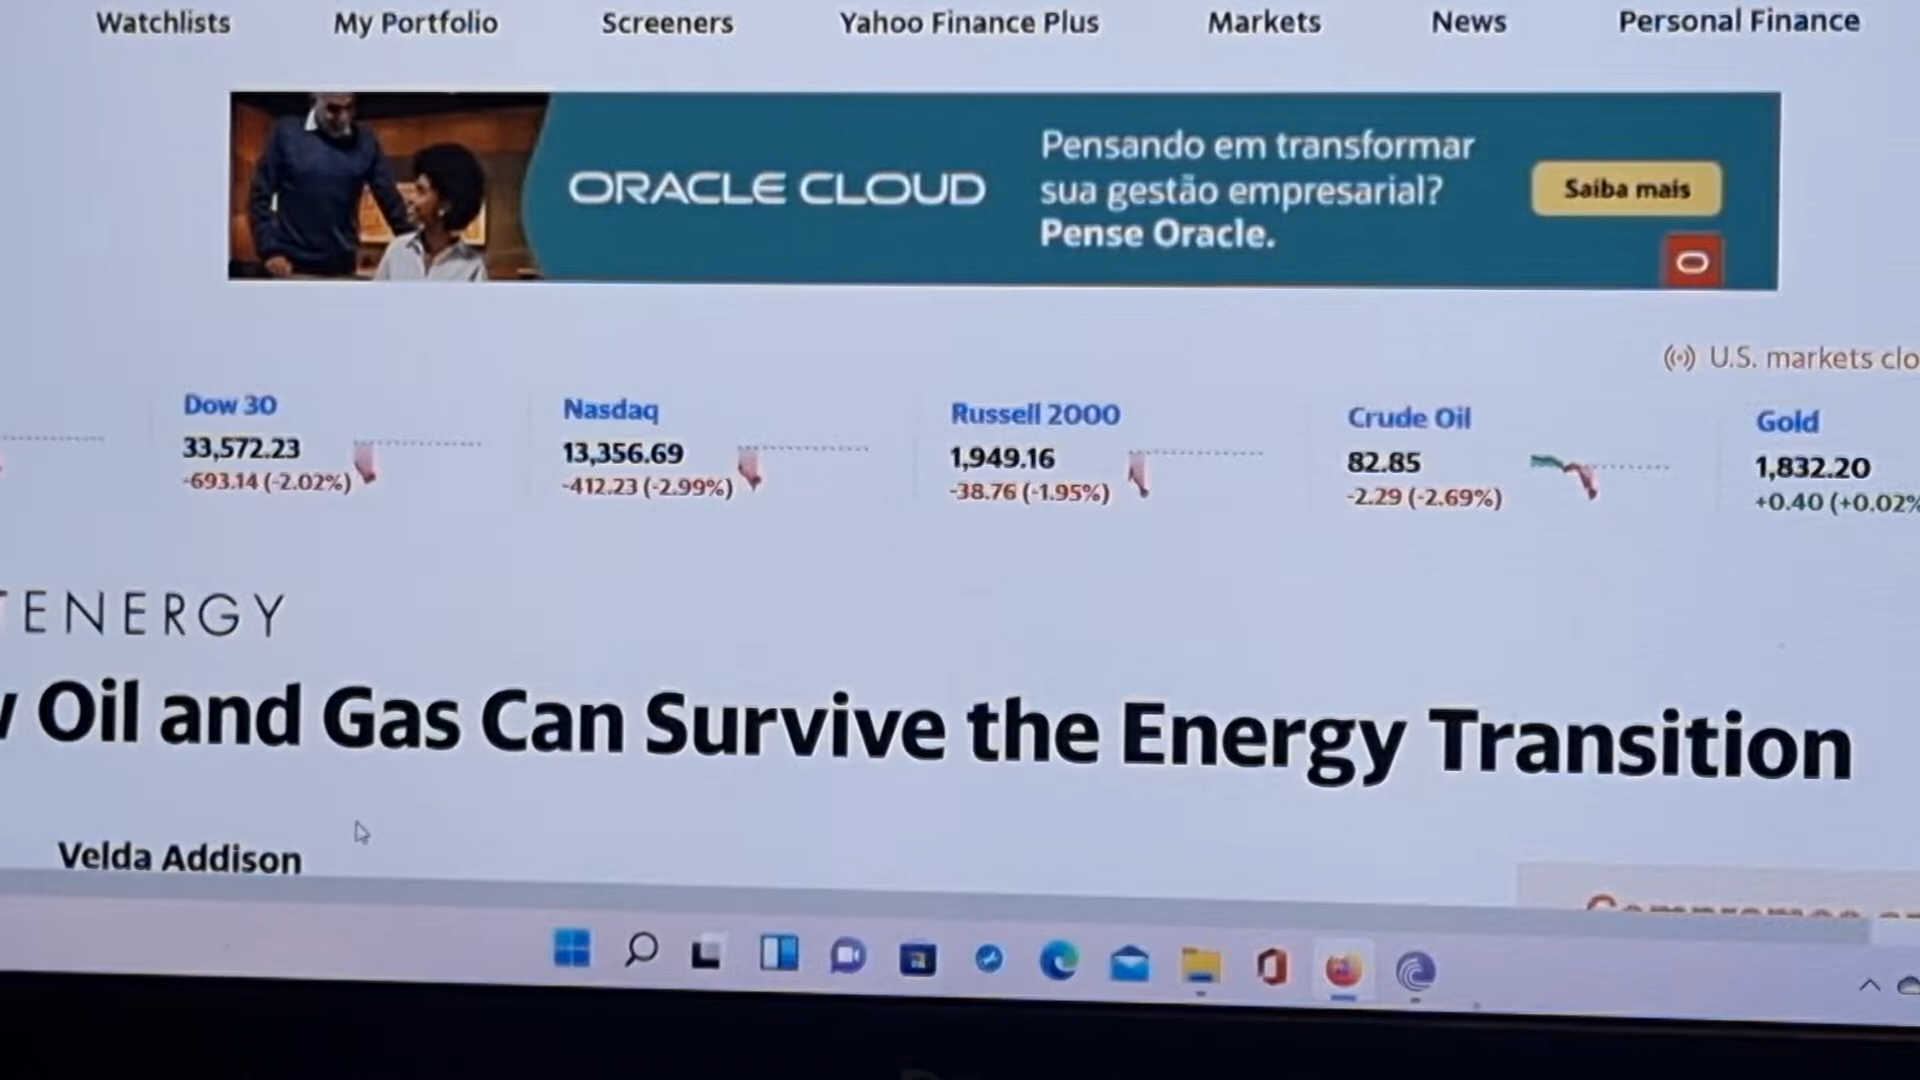 Watchlists
My Portfolio
Screeners
Yahoo Finance Plus
Markets
News
Personal Finance
ORACLE CLOUD
Pensando em transformar
sua gestão empresarial?
Pense Oracle.
Saiba mais
U.S. markets clo
Dow 30
33,572.23
-693.14 (-2.02%)
Nasdaq
13,356.69
-412.23 (-2.99%)
Russell 2000
1,949.16
-38.76 (-1.95%)
Crude Oil
82.85
-2.29 (-2.69%)
Gold
1,832.20
+0.40 (+0.02%
ENERGY
Oil and Gas Can Survive the Energy Transition
Velda Addison